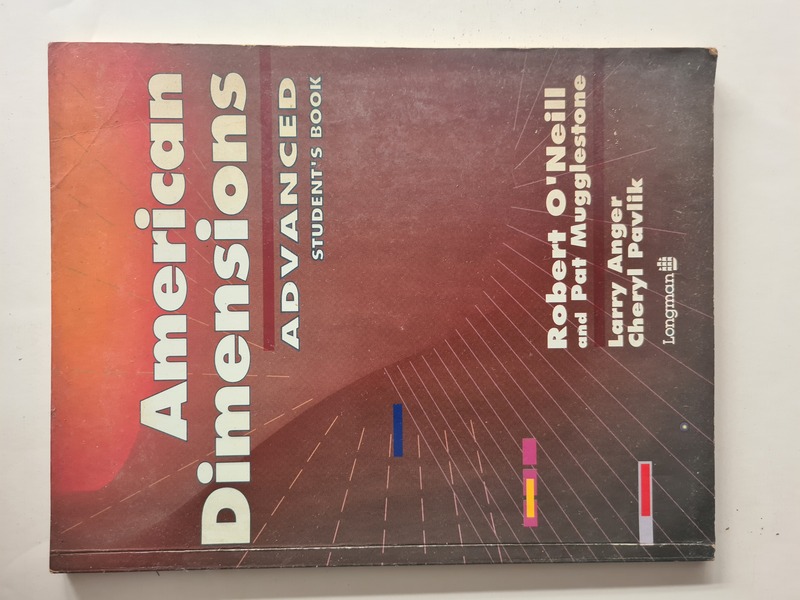 American
Dimensions
ADVANCED
STUDENT'S BOOK
Robert O'Neill
and Pat Mugglestone
Larry Anger
Cheryl Pavlik
Longman